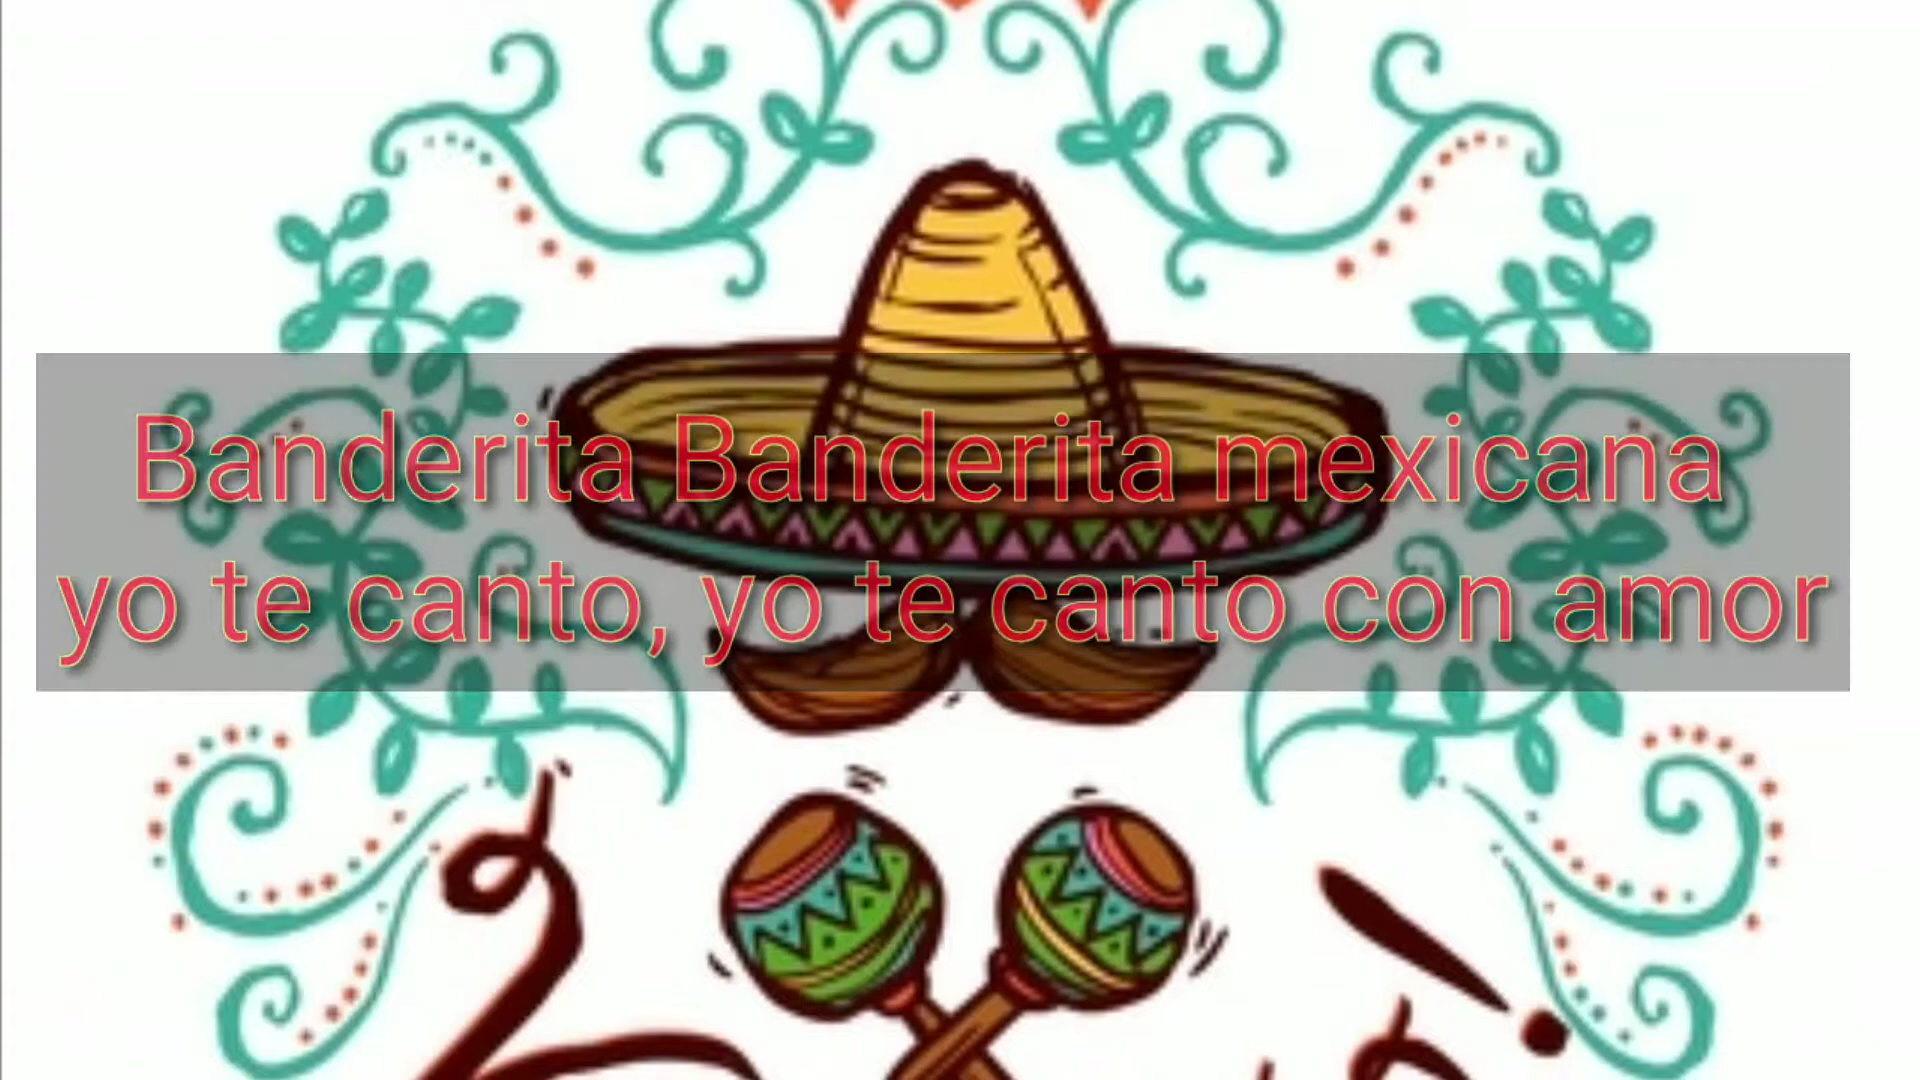 Banderita Banderita mexicana
yo te canto, yo te canto con amor